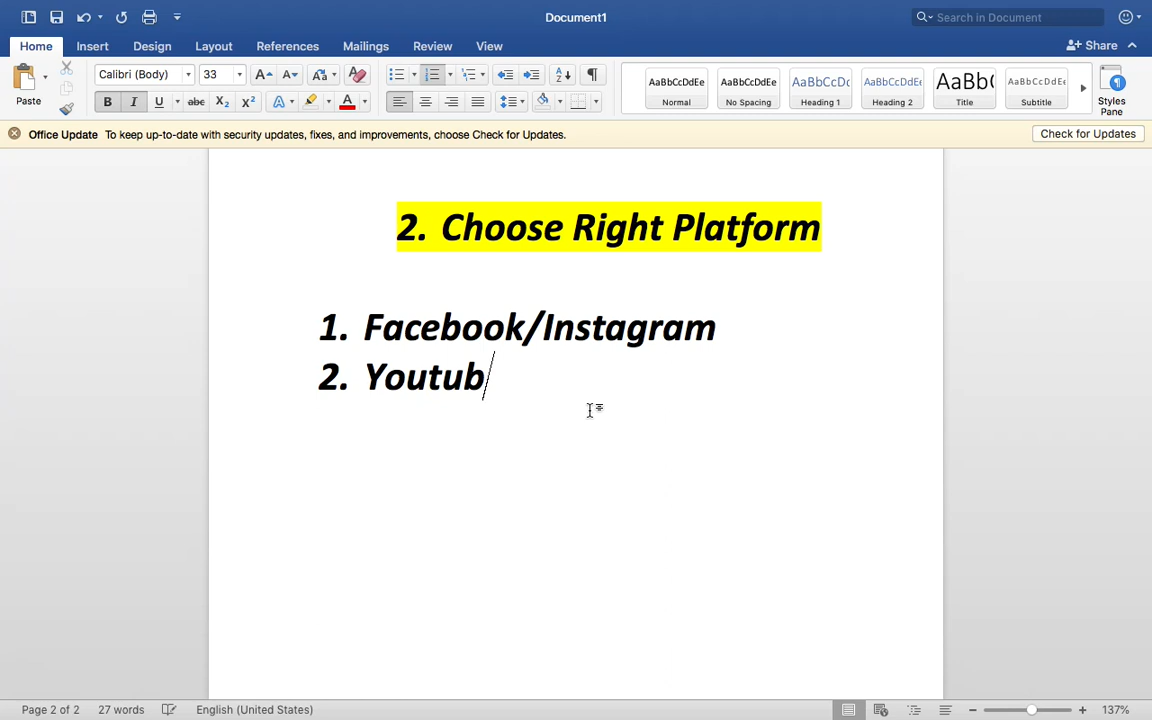 Document1
Search in Document
Home Insert Design Layout References Mailings Review View
Share
Paste
Calibri (Body) 33
AaBbCcDdEe Normal
AaBbCcDdEe No Spacing
AaBbCcDc Heading 1
AaBbCcDdEe Heading 2
AaBb( Title
AaBbCcDdEe Subtitle
Styles Pane
Office Update To keep up-to-date with security updates, fixes, and improvements, choose Check for Updates.
Check for Updates
2. Choose Right Platform
1. Facebook/Instagram
2. Youtub
Page 2 of 2 27 words English (United States) 137%